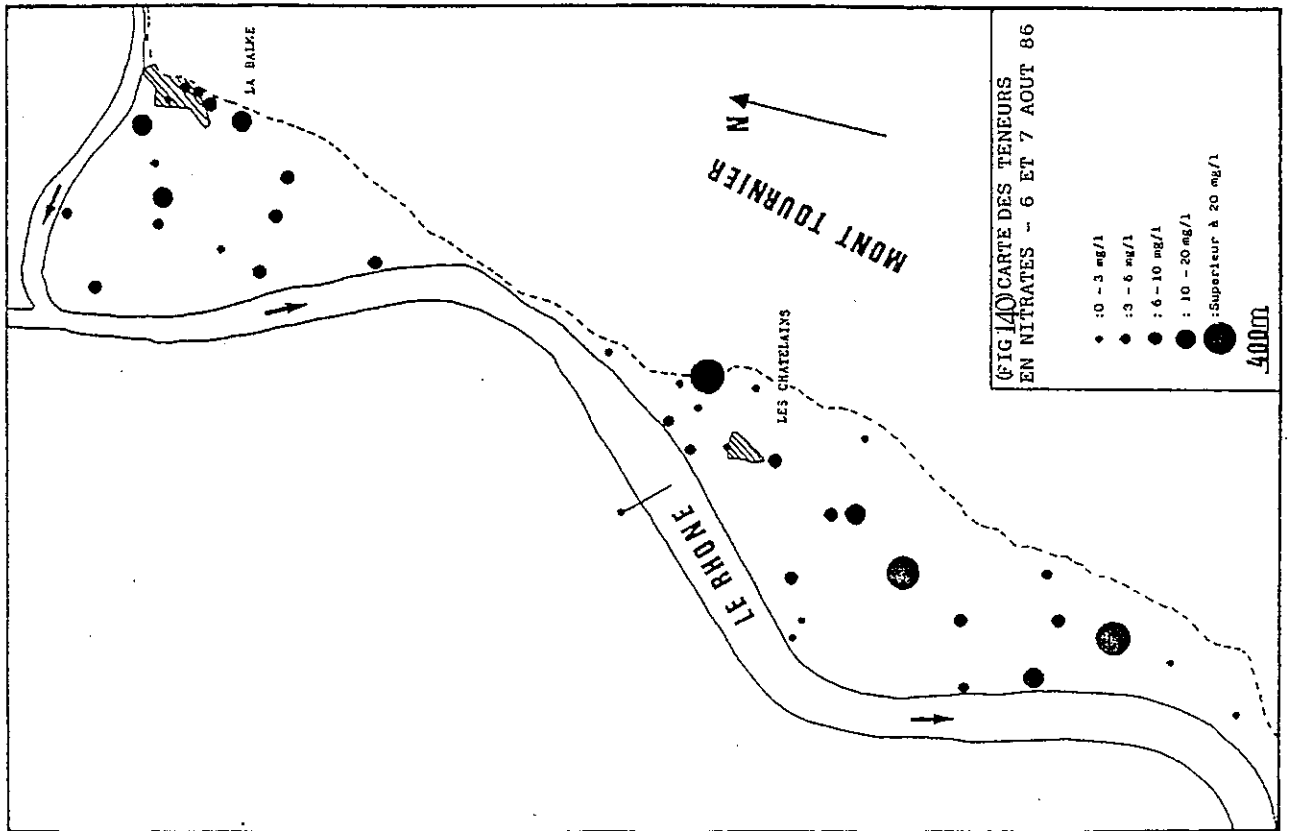 LA BALME
N
MONT TOURNIER
LES CHATELAINS
LE RHONE
(FIG 140) CARTE DES TENEURS
EN NITRATES - 6 ET 7 AOUT 86
: 0 - 3 mg/l
: 3 - 6 mg/l
: 6 - 10 mg/l
: 10 - 20 mg/l
: Superieur à 20 mg/l
400m